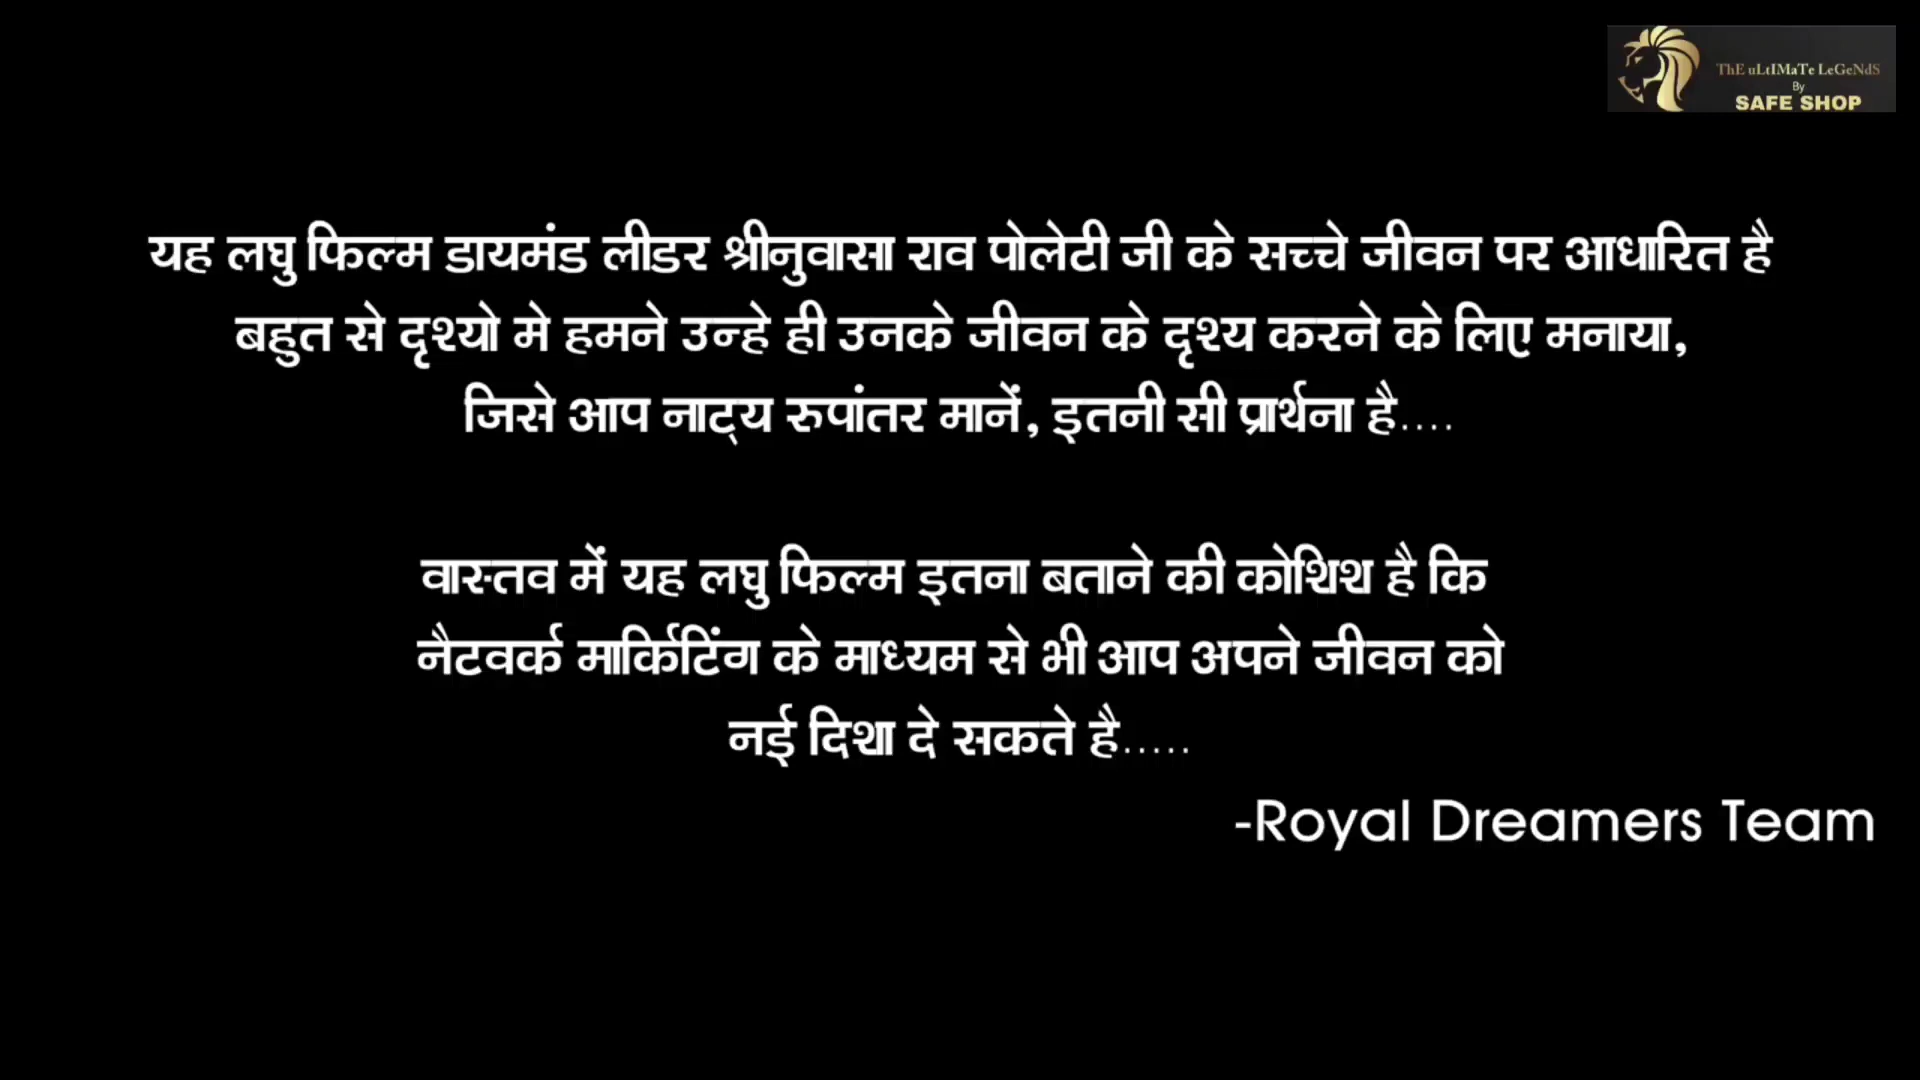 ThE uLtIMaTe LeGeNdS
By
SAFE SHOP
यह लघु फिल्म डायमंड लीडर श्रीनुवासा राव पोलेटी जी के सच्चे जीवन पर आधारित है
बहुत से दृश्यो मे हमने उन्हे ही उनके जीवन के दृश्य करने के लिए मनाया,
जिसे आप नाट्य रुपांतर मानें, इतनी सी प्रार्थना है....
वास्तव में यह लघु फिल्म इतना बताने की कोशिश है कि
नैटवर्क मार्किटिंग के माध्यम से भी आप अपने जीवन को
नई दिशा दे सकते है.....
-Royal Dreamers Team